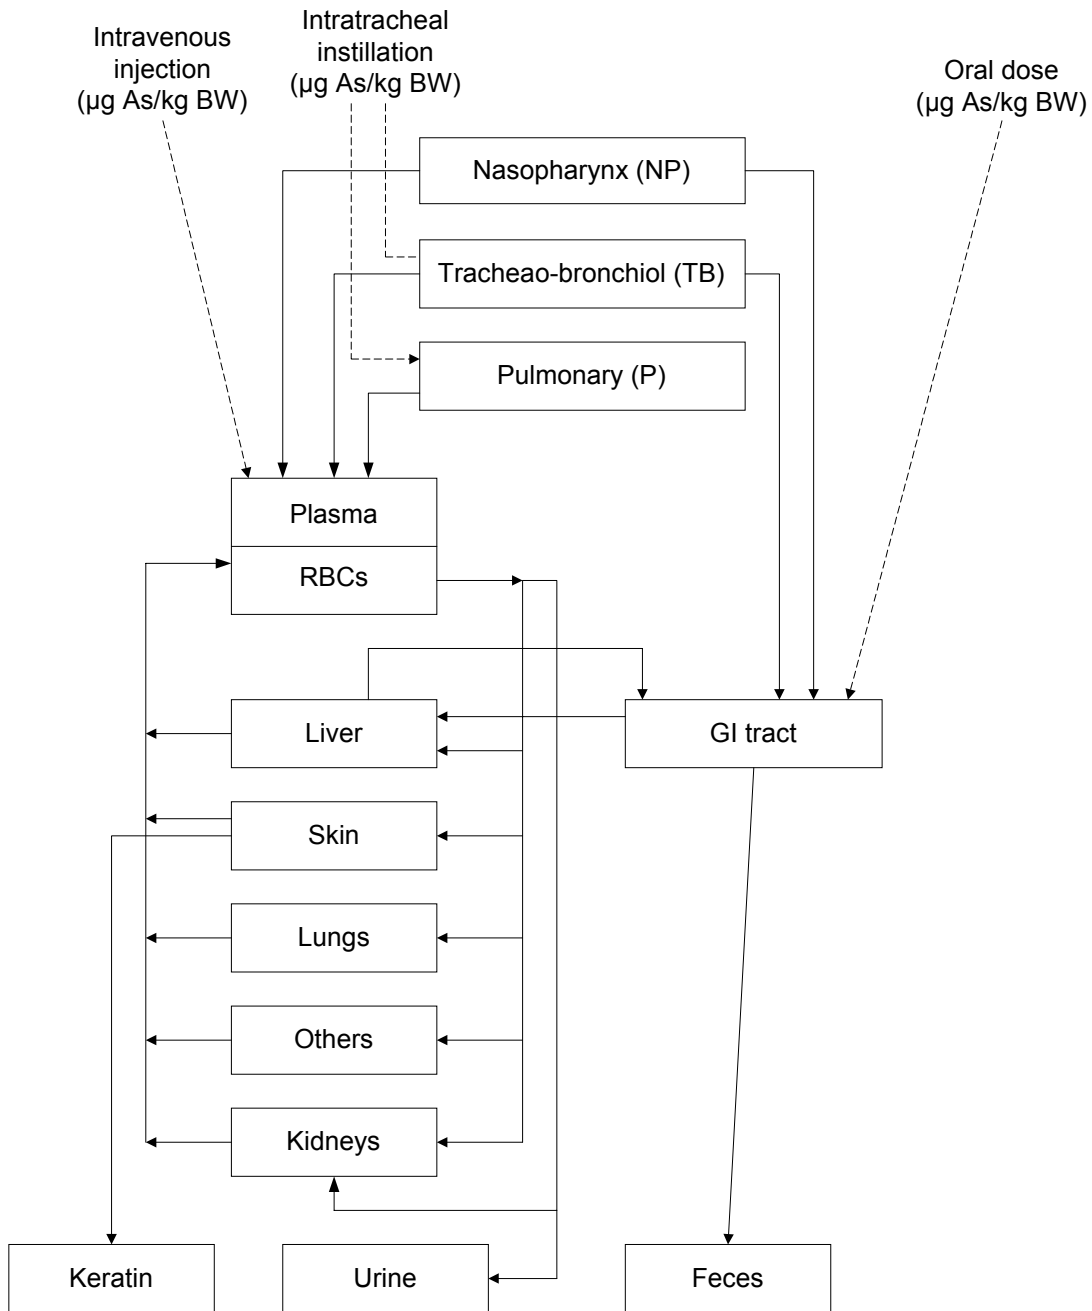 Intravenous
injection
(µg As/kg BW)
Intratracheal
instillation
(µg As/kg BW)
Oral dose
(µg As/kg BW)
Nasopharynx (NP)
Tracheao-bronchiol (TB)
Pulmonary (P)
Plasma
RBCs
Liver
GI tract
Skin
Lungs
Others
Kidneys
Keratin
Urine
Feces